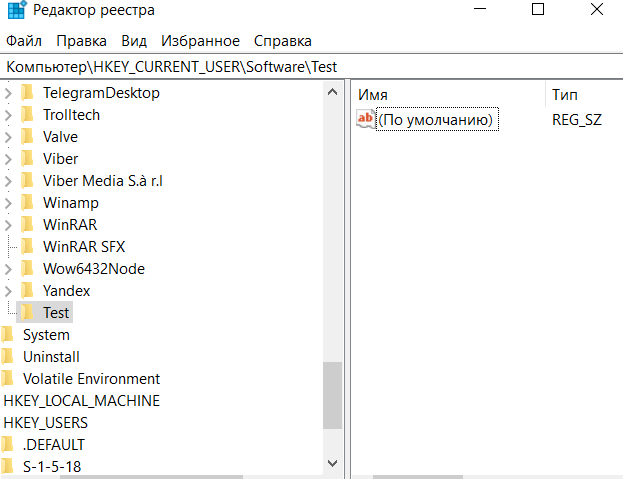 Редактор реестра
Файл Правка Вид Избранное Справка
Компьютер\HKEY_CURRENT_USER\Software\Test
TelegramDesktop
Trolltech
Valve
Viber
Viber Media S.à r.l
Winamp
WinRAR
WinRAR SFX
Wow6432Node
Yandex
Test
System
Uninstall
Volatile Environment
HKEY_LOCAL_MACHINE
HKEY_USERS
.DEFAULT
S-1-5-18
Имя Тип
ab (По умолчанию) REG_SZ